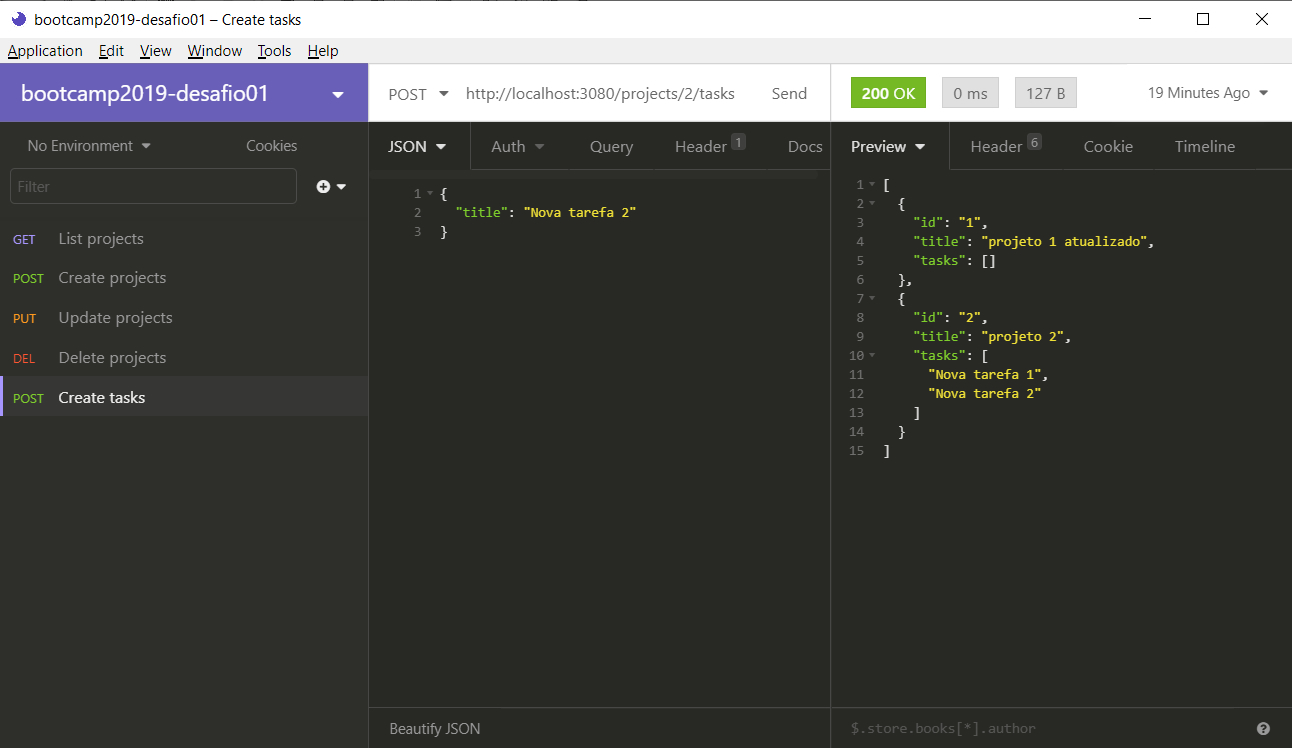 bootcamp2019-desafio01 – Create tasks
Application Edit View Window Tools Help
bootcamp2019-desafio01
POST http://localhost:3080/projects/2/tasks Send
200 OK 0 ms 127 B 19 Minutes Ago
No Environment Cookies
Filter
GET List projects
POST Create projects
PUT Update projects
DEL Delete projects
POST Create tasks
JSON Auth Query Header 1 Docs
1 {
2 "title": "Nova tarefa 2"
3 }
Beautify JSON
Preview Header 6 Cookie Timeline
1 [
2 {
3 "id": "1",
4 "title": "projeto 1 atualizado",
5 "tasks": []
6 },
7 {
8 "id": "2",
9 "title": "projeto 2",
10 "tasks": [
11 "Nova tarefa 1",
12 "Nova tarefa 2"
13 ]
14 }
15 ]
$.store.books[*].author